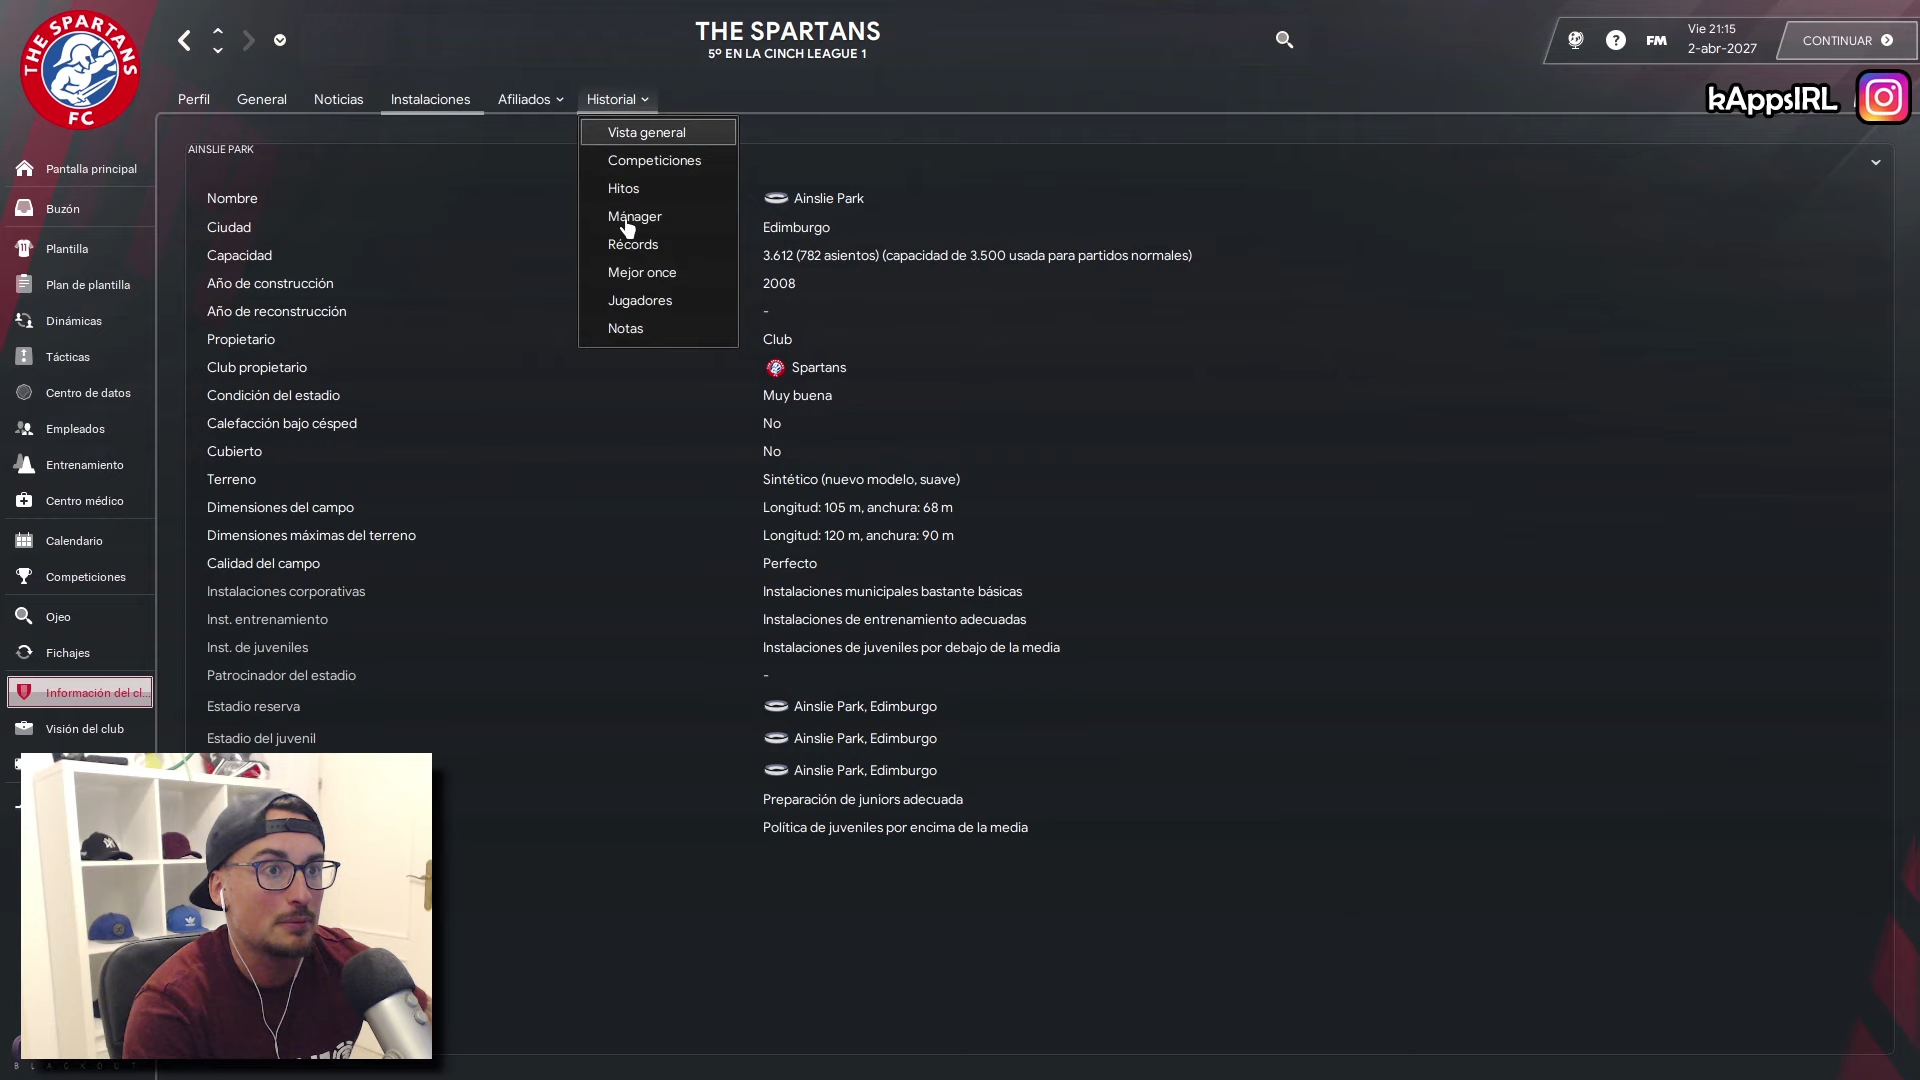 THE SPARTANS
FC
THE SPARTANS
5º EN LA CINCH LEAGUE 1
FM
Vie 21:15
2-abr-2027
CONTINUAR
kAppsIRL
Perfil
General
Noticias
Instalaciones
Afiliados
Historial
Vista general
Competiciones
Hitos
Mánager
Récords
Mejor once
Jugadores
Notas
Pantalla principal
Buzón
Plantilla
Plan de plantilla
Dinámicas
Tácticas
Centro de datos
Empleados
Entrenamiento
Centro médico
Calendario
Competiciones
Ojeo
Fichajes
Información del cl...
Visión del club
AINSLIE PARK
Nombre Ainslie Park
Ciudad Edimburgo
Capacidad 3.612 (782 asientos) (capacidad de 3.500 usada para partidos normales)
Año de construcción 2008
Año de reconstrucción -
Propietario Club
Club propietario Spartans
Condición del estadio Muy buena
Calefacción bajo césped No
Cubierto No
Terreno Sintético (nuevo modelo, suave)
Dimensiones del campo Longitud: 105 m, anchura: 68 m
Dimensiones máximas del terreno Longitud: 120 m, anchura: 90 m
Calidad del campo Perfecto
Instalaciones corporativas Instalaciones municipales bastante básicas
Inst. entrenamiento Instalaciones de entrenamiento adecuadas
Inst. de juveniles Instalaciones de juveniles por debajo de la media
Patrocinador del estadio -
Estadio reserva Ainslie Park, Edimburgo
Estadio del juvenil Ainslie Park, Edimburgo
Ainslie Park, Edimburgo
Preparación de juniors adecuada
Política de juveniles por encima de la media